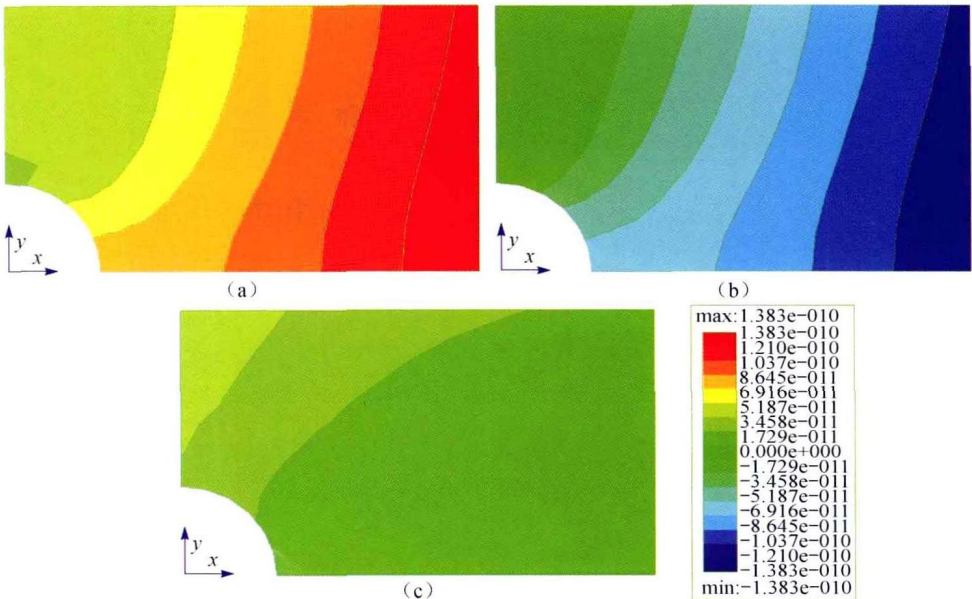 y
x
(a)
y
x
(b)
y
x
(c)
max:1.383e-010
1.383e-010
1.210e-010
1.037e-010
8.645e-011
6.916e-011
5.187e-011
3.458e-011
1.729e-011
0.000e+000
-1.729e-011
-3.458e-011
-5.187e-011
-6.916e-011
-8.645e-011
-1.037e-010
-1.210e-010
-1.383e-010
min:-1.383e-010